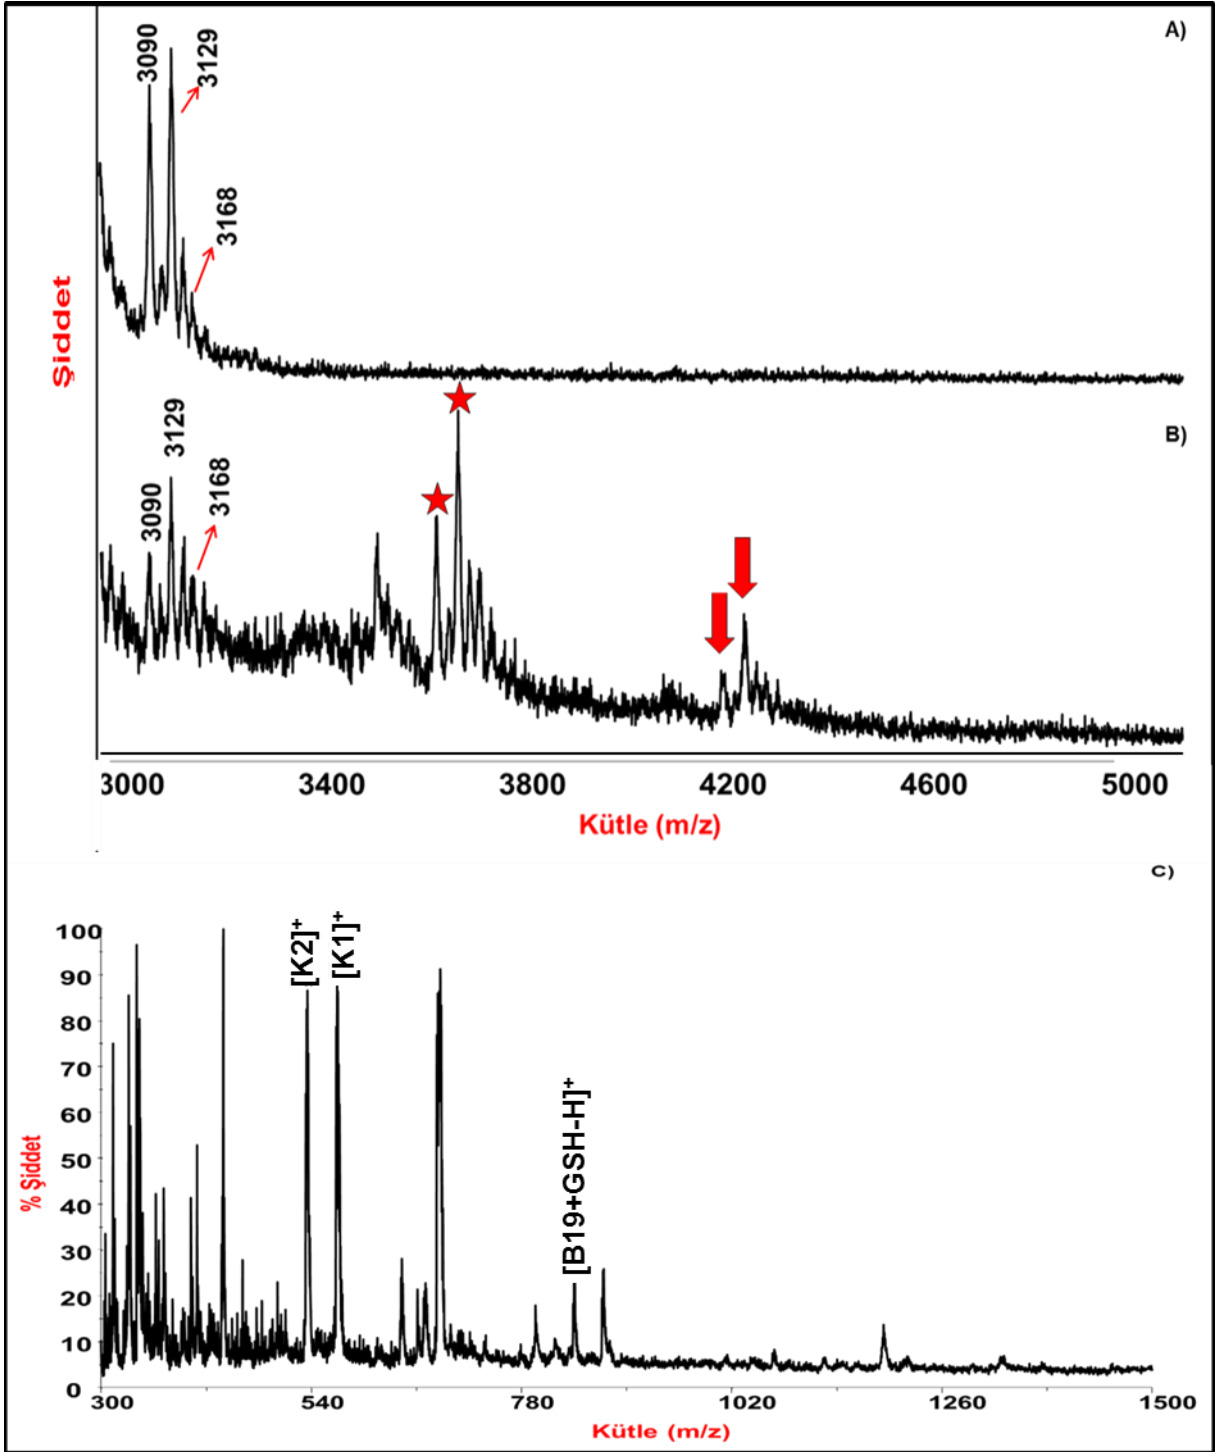 A)
3090
3129
3168
Şiddet
B)
3090
3129
3168
3000 3400 3800 4200 4600 5000
Kütle (m/z)
C)
[K2]⁺
[K1]⁺
[B19+GSH-H]⁺
100
90
80
70
60
50
40
30
20
10
0
% Şiddet
300 540 780 1020 1260 1500
Kütle (m/z)